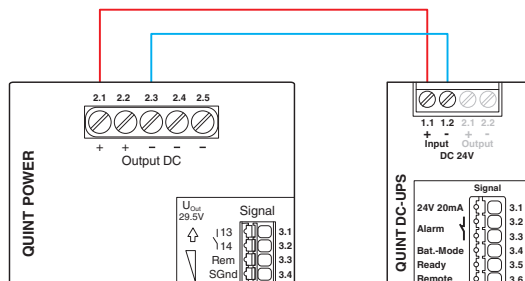 2.1 2.2 2.3 2.4 2.5
+ + − − −
Output DC
QUINT POWER
UOut
29.5V
Signal
13
14
Rem
SGnd
3.1
3.2
3.3
3.4
1.1 1.2 2.1 2.2
+ - + -
Input Output
DC 24V
QUINT DC-UPS
Signal
24V 20mA 3.1
Alarm 3.2
3.3
Bat.-Mode 3.4
Ready 3.5
Remote 3.6